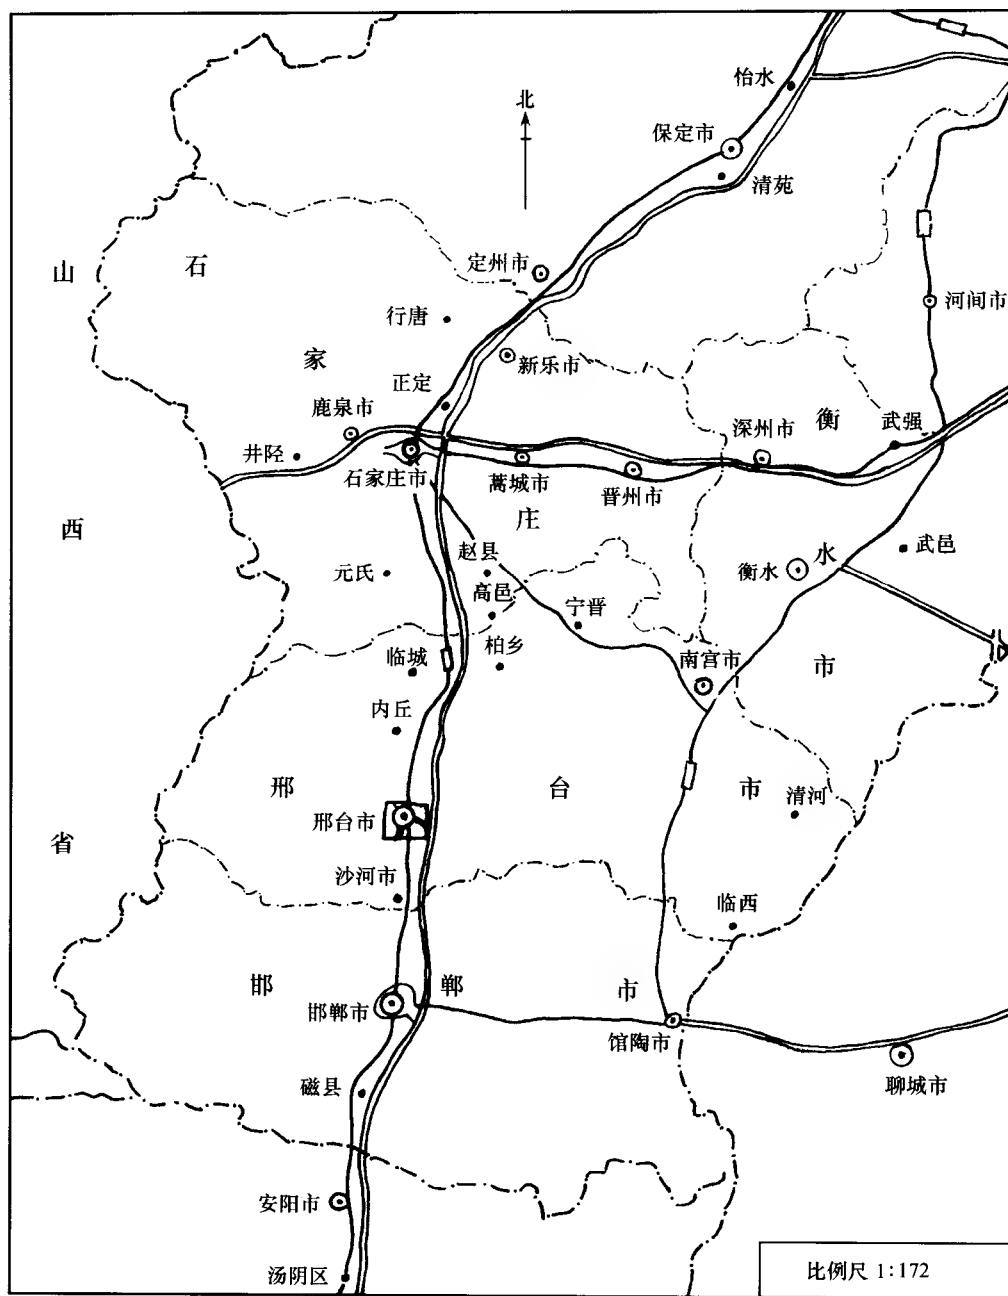 怡水
北
保定市
清苑
定州市
山
石
河间市
行唐
新乐市
家
正定
鹿泉市
衡
武强
深州市
井陉
石家庄市
蒿城市
晋州市
庄
西
武邑
赵县
水
元氏
衡水
高邑
宁晋
柏乡
临城
南宫市
市
内丘
邢
台
市
清河
邢台市
省
沙河市
临西
邯
郸
市
邯郸市
馆陶市
聊城市
磁县
安阳市
汤阴区
比例尺 1:172